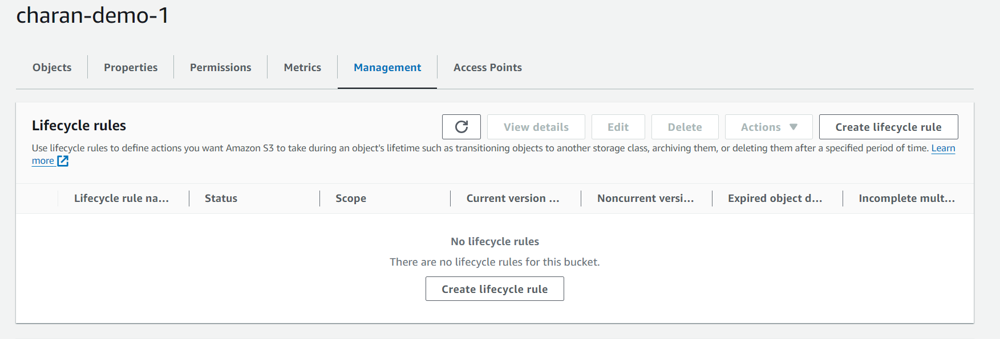 charan-demo-1
Objects
Properties
Permissions
Metrics
Management
Access Points
Lifecycle rules
View details
Edit
Delete
Actions
Create lifecycle rule
Use lifecycle rules to define actions you want Amazon S3 to take during an object's lifetime such as transitioning objects to another storage class, archiving them, or deleting them after a specified period of time. Learn
more
Lifecycle rule na...
Status
Scope
Current version ...
Noncurrent versi...
Expired object d...
Incomplete mult...
No lifecycle rules
There are no lifecycle rules for this bucket.
Create lifecycle rule